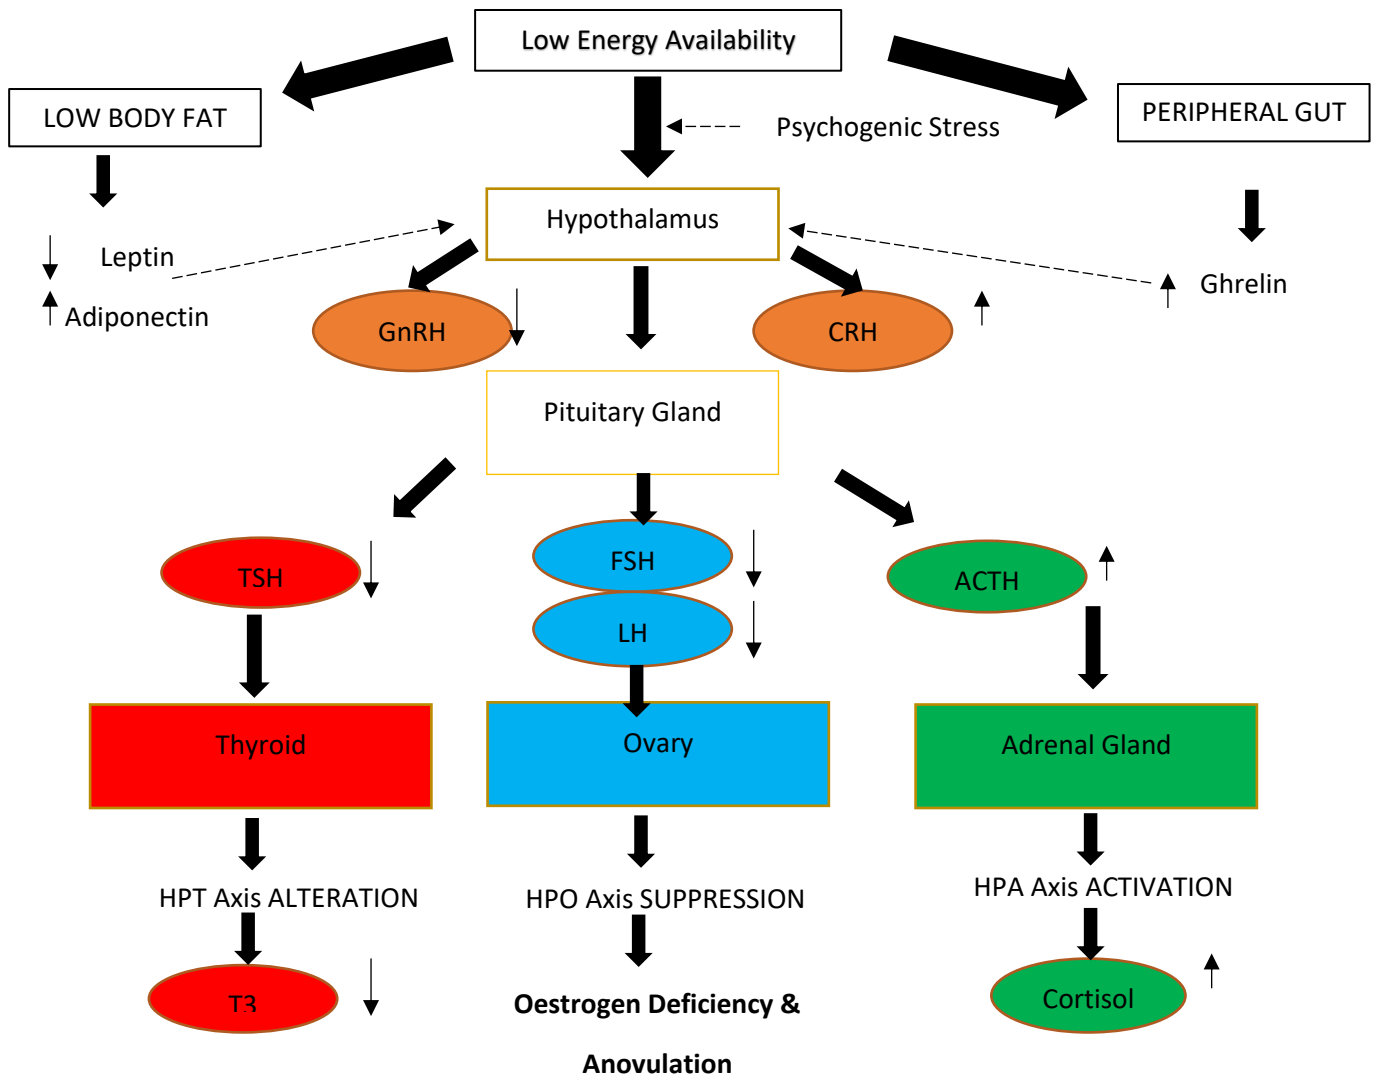 Low Energy Availability
LOW BODY FAT
PERIPHERAL GUT
Psychogenic Stress
Hypothalamus
Leptin
Adiponectin
Ghrelin
GnRH
CRH
Pituitary Gland
TSH
FSH
ACTH
LH
Thyroid
Ovary
Adrenal Gland
HPT Axis ALTERATION
HPO Axis SUPPRESSION
HPA Axis ACTIVATION
T3
Oestrogen Deficiency &
Anovulation
Cortisol